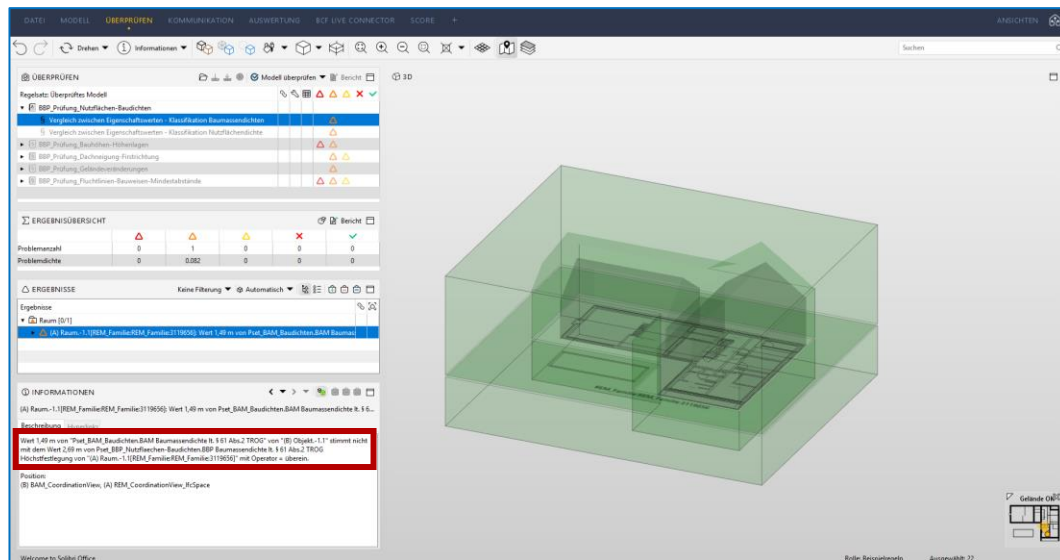 DATEI MODELL ÜBERPRÜFEN KOMMUNIKATION AUSWERTUNG BCF LIVE CONNECTOR SCORE + ANSICHTEN
Drehen Informationen Suchen
ÜBERPRÜFEN Modell überprüfen Bericht
3D
Regelsatz: Überprüftes Modell
BBP_Prüfung_Nutzflächen-Baudichten
§ Vergleich zwischen Eigenschaftswerten - Klassifikation Baumassendichten
§ Vergleich zwischen Eigenschaftswerten - Klassifikation Nutzflächendichte
BBP_Prüfung_Bauhöhen-Höhenlagen
BBP_Prüfung_Dachneigung-Firstrichtung
BBP_Prüfung_Geländeveränderungen
BBP_Prüfung_Fluchtlinien-Bauweisen-Mindestabstände
∑ ERGEBNISÜBERSICHT Bericht
Problemanzahl 0 1 0 0 0
Problemdichte 0 0.082 0 0 0
ERGEBNISSE Keine Filterung Automatisch
Ergebnisse
Raum [0/1]
(A) Raum.-1.1[REM_Familie:REM_Familie:3119656]: Wert 1,49 m von Pset_BAM_Baudichten.BAM Baumas
INFORMATIONEN
(A) Raum.-1.1[REM_Familie:REM_Familie:3119656]: Wert 1,49 m von Pset_BAM_Baudichten.BAM Baumassendichte lt. § 6...
Beschreibung Hyperlinks
Wert 1,49 m von "Pset_BAM_Baudichten.BAM Baumassendichte lt. § 61 Abs.2 TROG" von "(B) Objekt.-1.1" stimmt nicht
mit dem Wert 2,69 m von Pset_BBP_Nutzflaechen-Baudichten.BBP Baumassendichte lt. § 61 Abs.2 TROG
Höchstfestlegung von "(A) Raum.-1.1[REM_Familie:REM_Familie:3119656]" mit Operator = überein.
Position:
(B) BAM_CoordinationView, (A) REM_CoordinationView_IfcSpace
Gelände OK
Welcome to Solibri Office Rolle: Beispielregeln Ausgewählt: 22